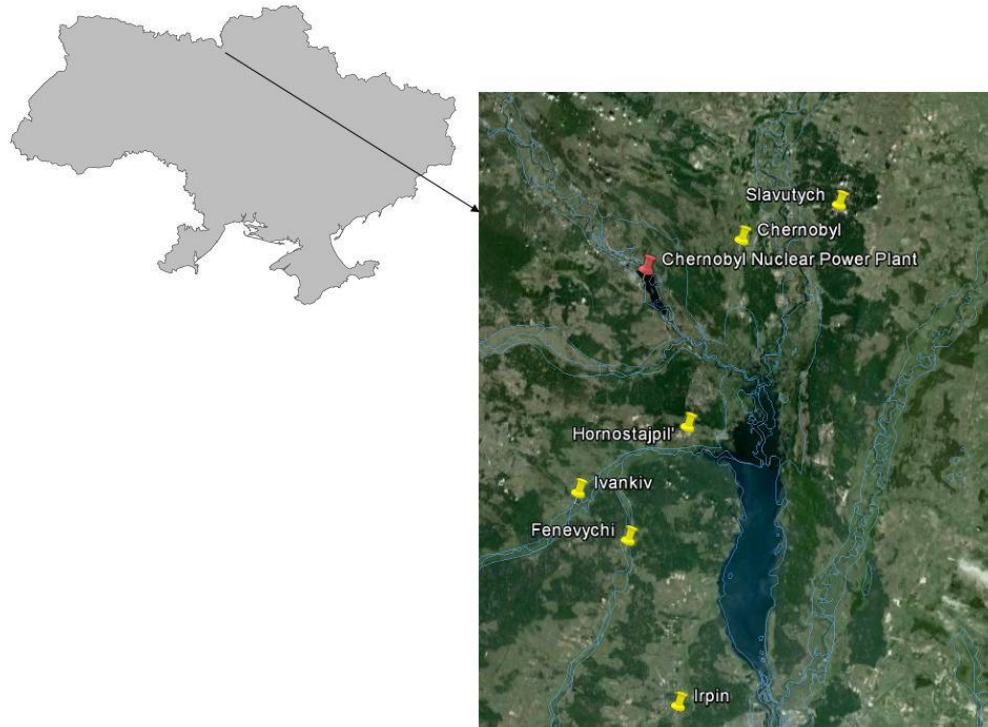 Slavutych
Chernobyl
Chernobyl Nuclear Power Plant
Hornostajpil'
Ivankiv
Fenevychi
Irpin